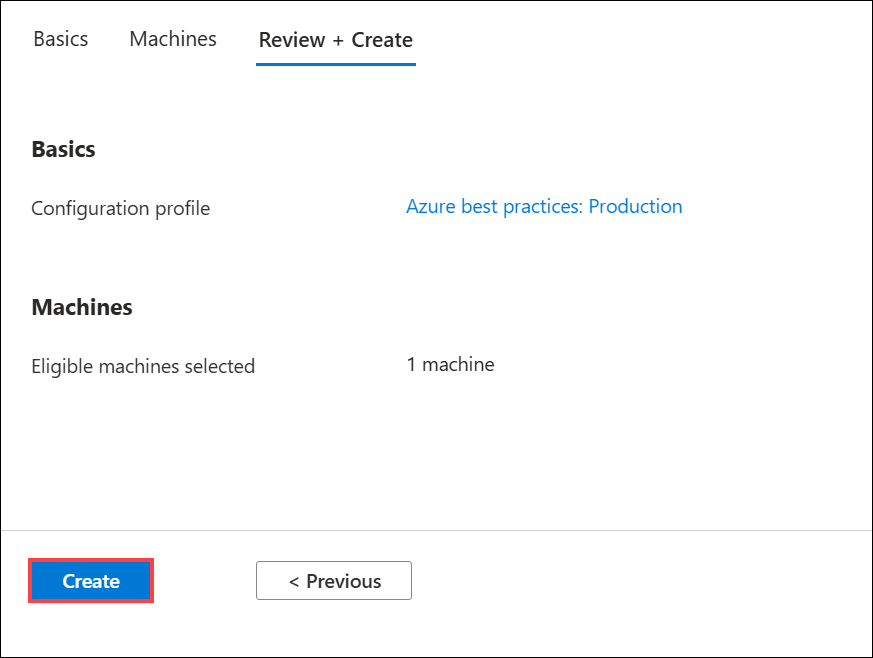 Basics Machines Review + Create
Basics
Configuration profile Azure best practices: Production
Machines
Eligible machines selected 1 machine
Create < Previous